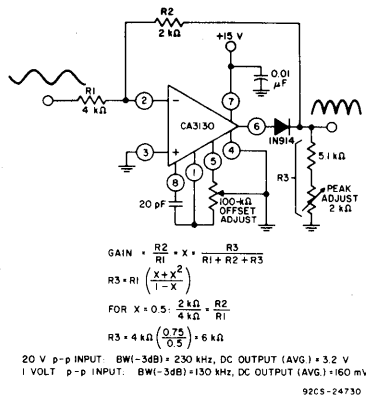 R2
2 kΩ
+15 V
0.01
μF
R1
4 kΩ
2
−
7
CA3130
6
1N914
3
+
8
1
5
4
20 pF
100-kΩ
OFFSET
ADJUST
R3
5.1 kΩ
PEAK
ADJUST
2 kΩ
GAIN = R2/R1 = X = R3/(R1 + R2 + R3)
R3 = R1 ((X + X²)/(1 − X))
FOR X = 0.5: 2 kΩ/4 kΩ = R2/R1
R3 = 4 kΩ (0.75/0.5) = 6 kΩ
20 V p-p INPUT: BW(−3dB) = 230 kHz, DC OUTPUT (AVG.) = 3.2 V
1 VOLT p-p INPUT: BW(−3dB) = 130 kHz, DC OUTPUT (AVG.) = 160 mV
92CS-24730